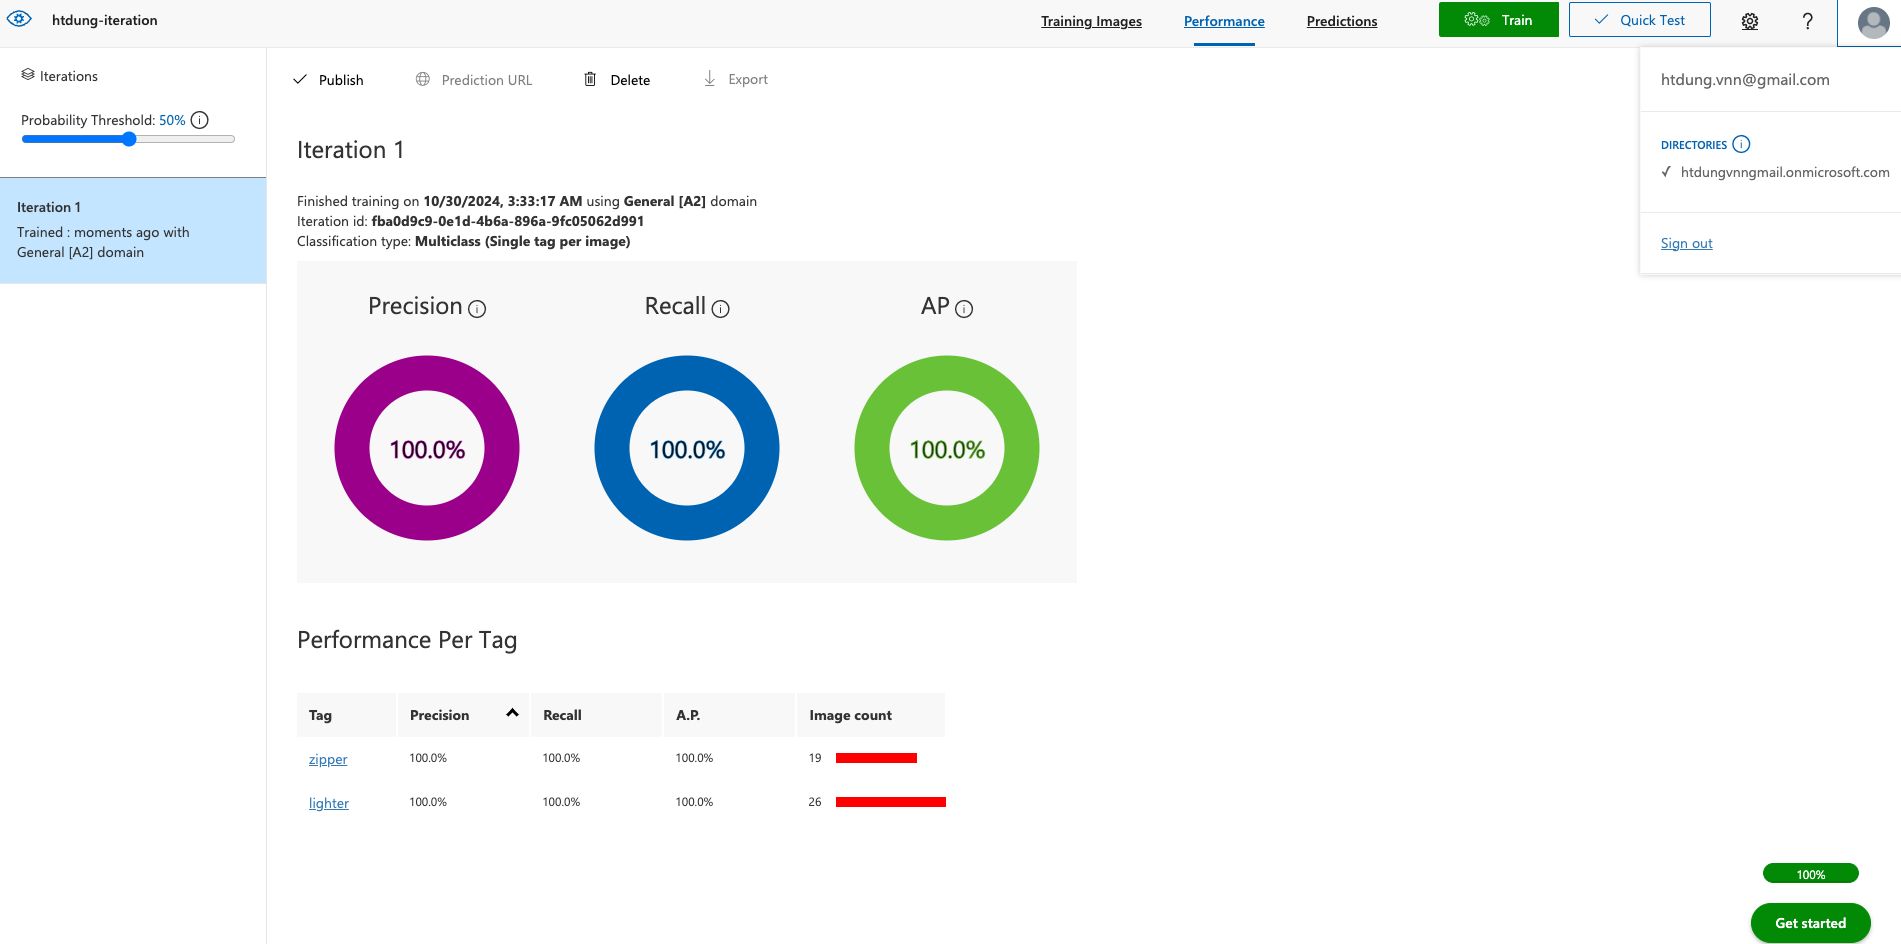 htdung-iteration
Training Images
Performance
Predictions
Train
Quick Test
?
Iterations
Probability Threshold: 50%
Iteration 1
Trained : moments ago with
General [A2] domain
Publish
Prediction URL
Delete
Export
Iteration 1
Finished training on 10/30/2024, 3:33:17 AM using General [A2] domain
Iteration id: fba0d9c9-0e1d-4b6a-896a-9fc05062d991
Classification type: Multiclass (Single tag per image)
Precision
Recall
AP
100.0%
100.0%
100.0%
Performance Per Tag
Tag
Precision
Recall
A.P.
Image count
zipper
100.0%
100.0%
100.0%
19
lighter
100.0%
100.0%
100.0%
26
htdung.vnn@gmail.com
DIRECTORIES
htdungvnngmail.onmicrosoft.com
Sign out
100%
Get started